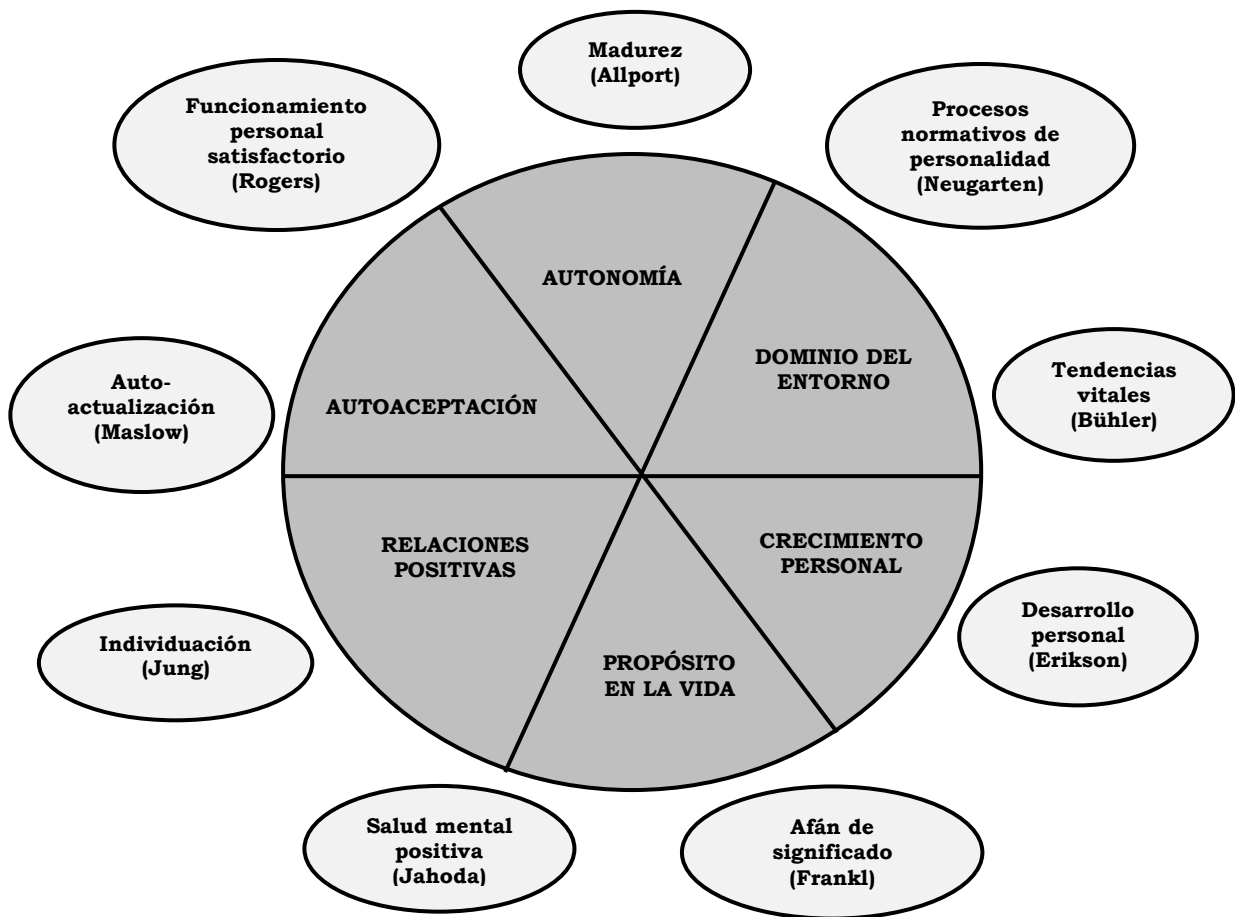 Madurez
(Allport)
Funcionamiento
personal
satisfactorio
(Rogers)
Procesos
normativos de
personalidad
(Neugarten)
AUTONOMÍA
DOMINIO DEL
ENTORNO
Tendencias
vitales
(Bühler)
Auto-
actualización
(Maslow)
AUTOACEPTACIÓN
RELACIONES
POSITIVAS
CRECIMIENTO
PERSONAL
Individuación
(Jung)
Desarrollo
personal
(Erikson)
PROPÓSITO
EN LA VIDA
Salud mental
positiva
(Jahoda)
Afán de
significado
(Frankl)